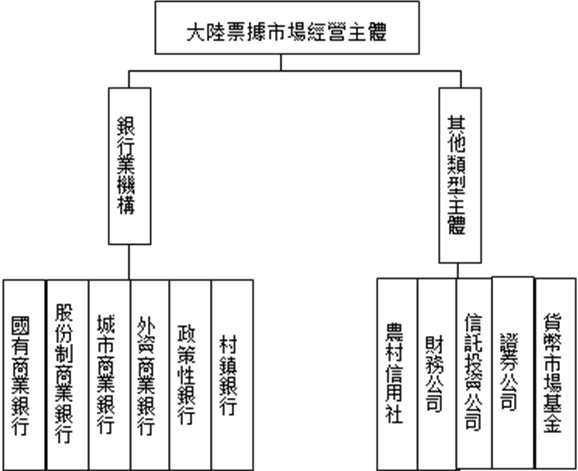 大陸票據市場經營主體
銀行業機構
其他類型主體
國有商業銀行
股份制商業銀行
城市商業銀行
外資商業銀行
政策性銀行
村鎮銀行
農村信用社
財務公司
信託投資公司
證券公司
貨幣市場基金